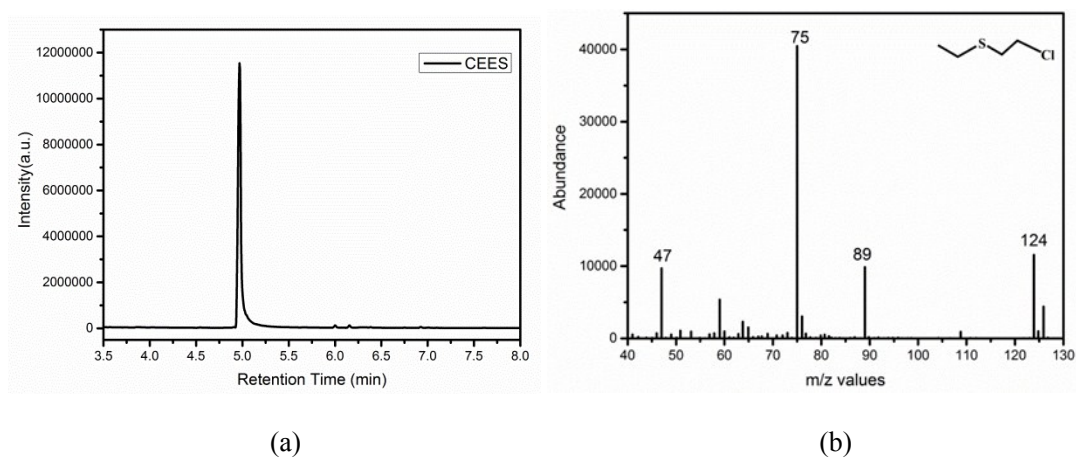 CEES
12000000
10000000
8000000
6000000
4000000
2000000
0
Intensity(a.u.)
3.5 4.0 4.5 5.0 5.5 6.0 6.5 7.0 7.5 8.0
Retention Time (min)
(a)
S
Cl
75
47
89
124
40000
30000
20000
10000
0
Abundance
40 50 60 70 80 90 100 110 120 130
m/z values
(b)